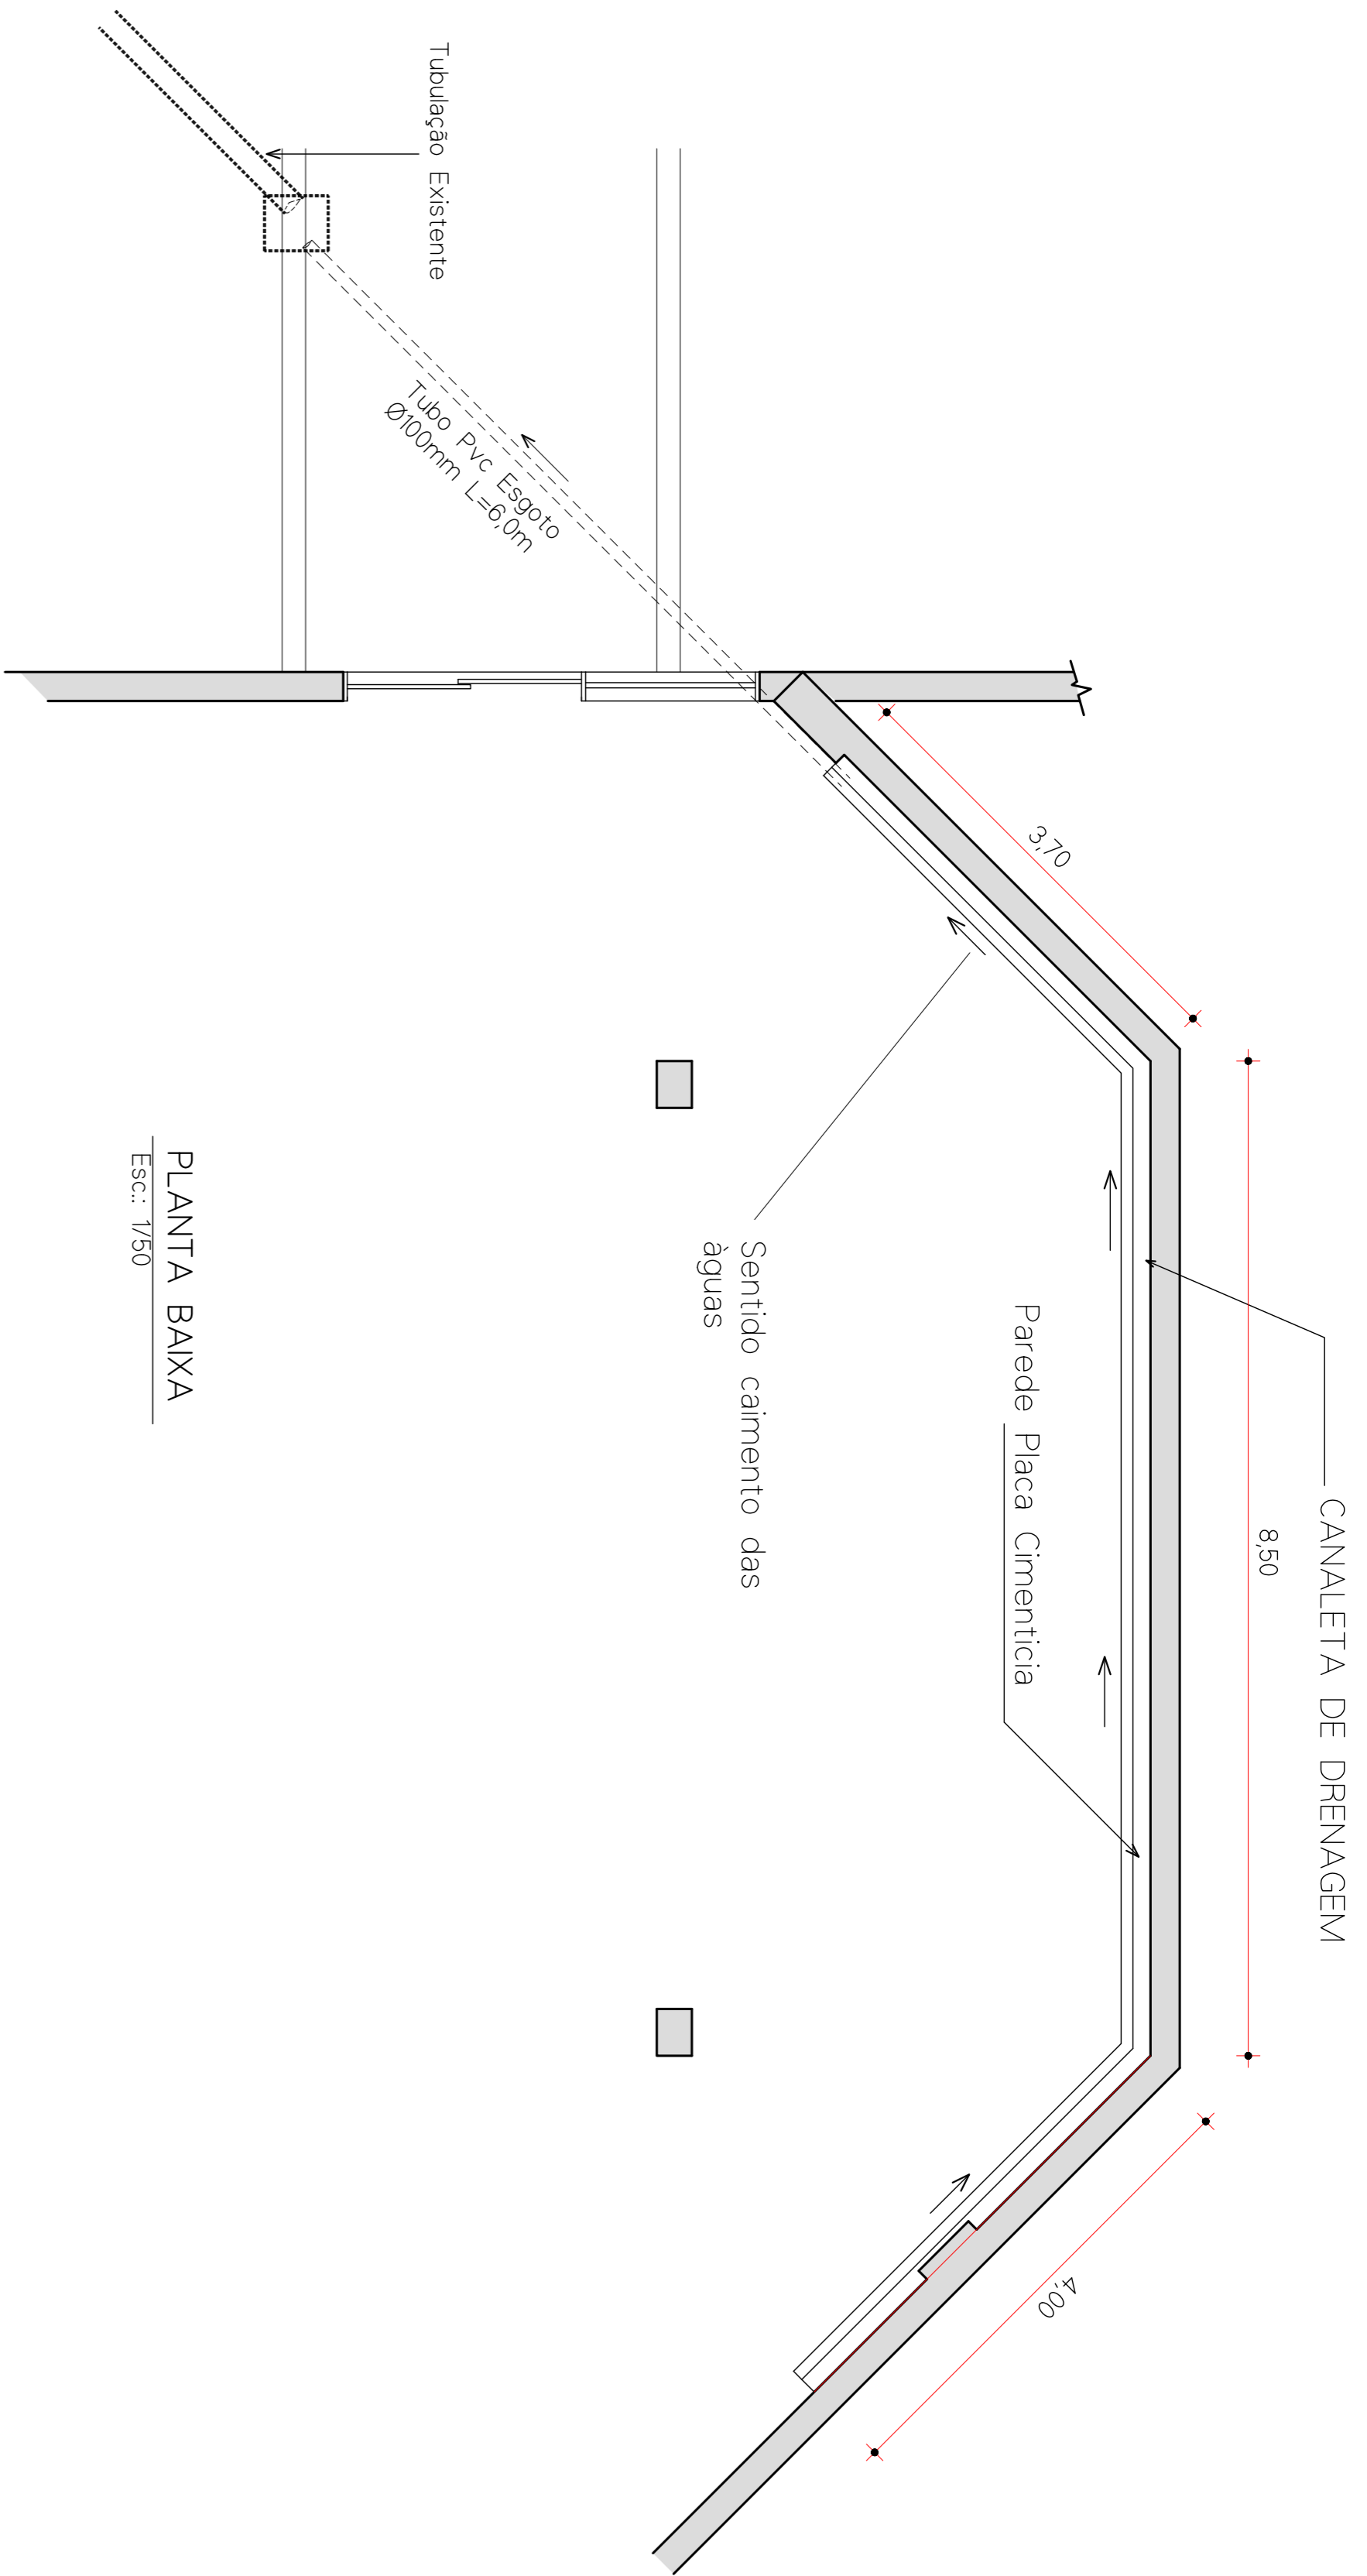 CANALETA DE DRENAGEM
8,50
3,70
4,00
Parede Placa Cimenticia
Sentido caimento das
àguas
Tubulação Existente
Tubo Pvc Esgoto
Ø100mm L=6,0m
PLANTA BAIXA
Esc.: 1/50